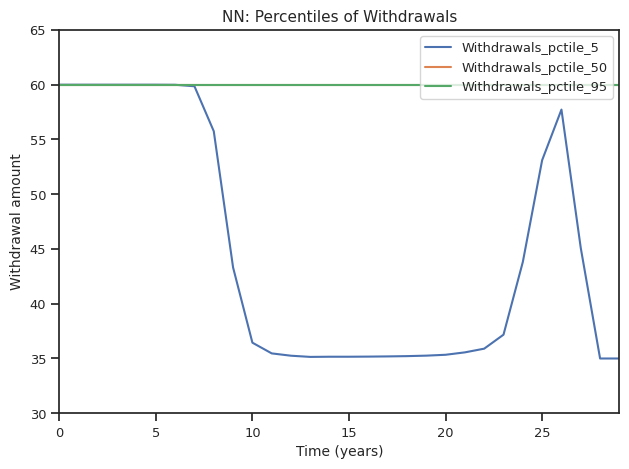 NN: Percentiles of Withdrawals
65
60
55
50
45
40
35
30
Withdrawal amount
Withdrawals_pctile_5
Withdrawals_pctile_50
Withdrawals_pctile_95
0 5 10 15 20 25
Time (years)